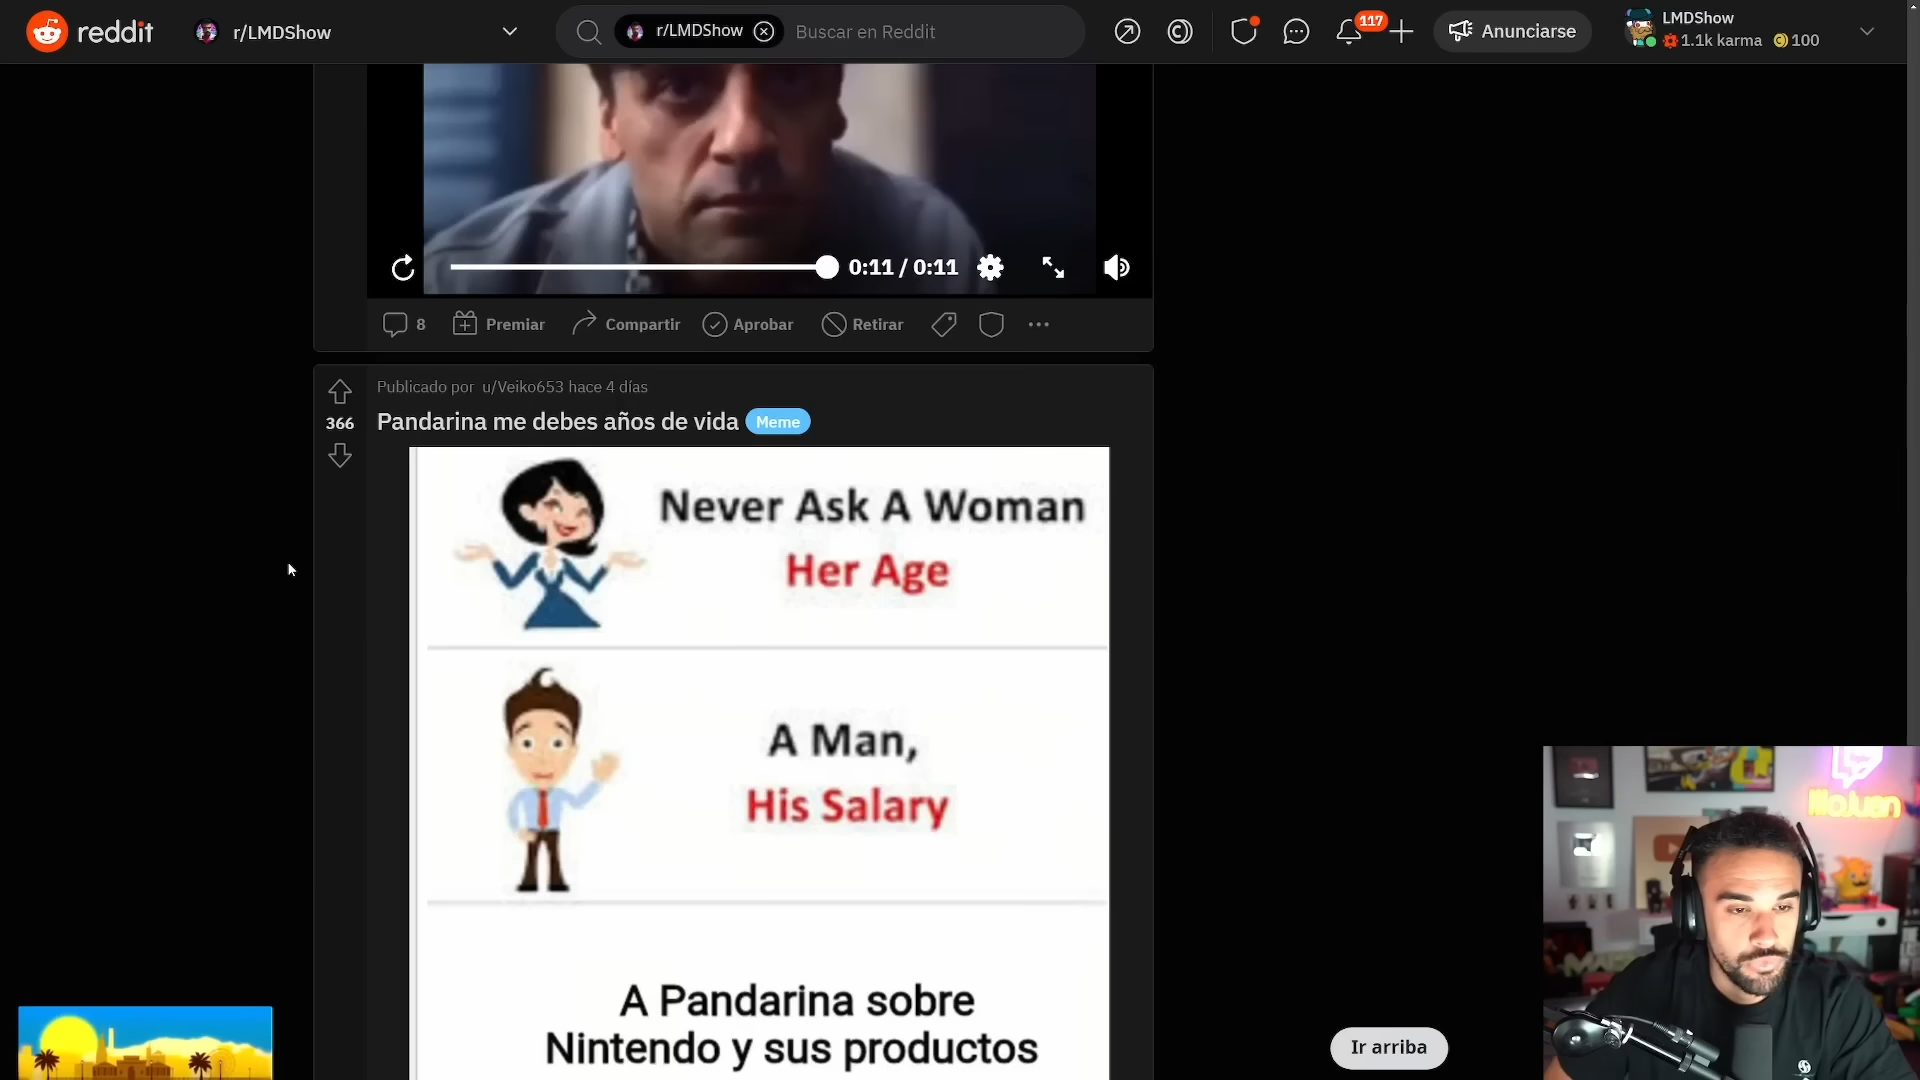 reddit
r/LMDShow
r/LMDShow
Buscar en Reddit
117
Anunciarse
LMDShow
1.1k karma
100
0:11 / 0:11
8
Premiar
Compartir
Aprobar
Retirar
Publicado por u/Veiko653 hace 4 días
366
Pandarina me debes años de vida
Meme
Never Ask A Woman
Her Age
A Man,
His Salary
A Pandarina sobre
Nintendo y sus productos
Ir arriba